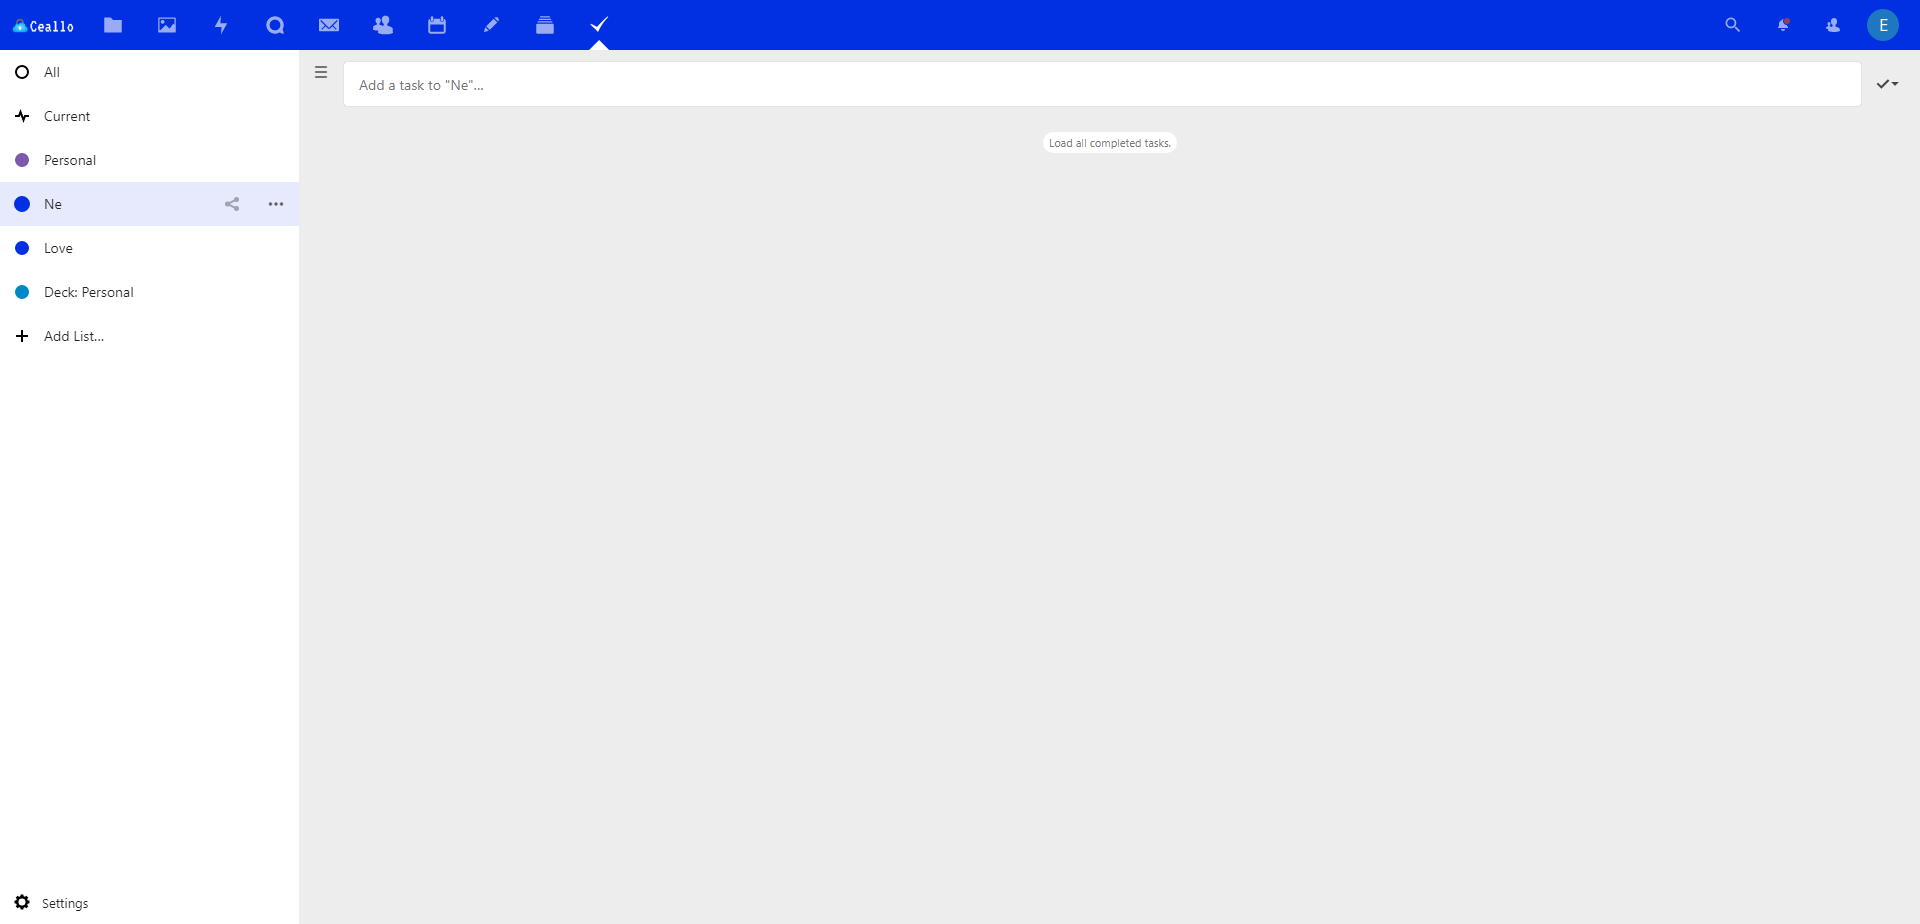 Ceallo
E
All
Current
Personal
Ne
Love
Deck: Personal
Add List...
Settings
Add a task to "Ne"...
Load all completed tasks.